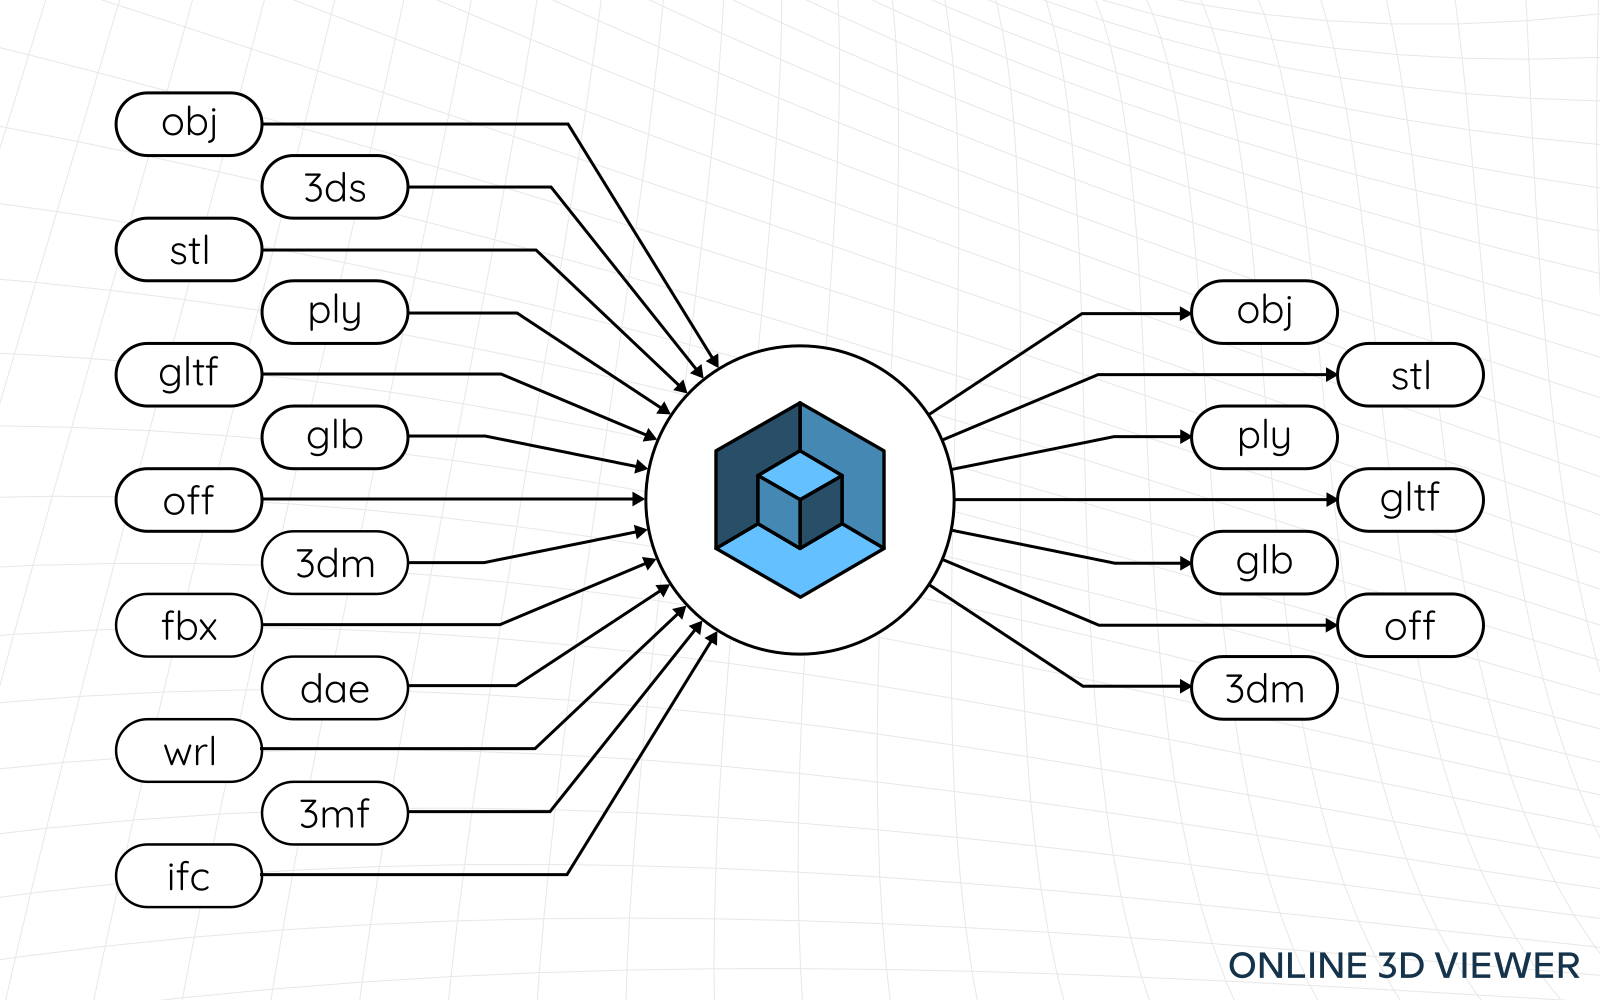 obj
3ds
stl
ply
gltf
glb
off
3dm
fbx
dae
wrl
3mf
ifc
obj
stl
ply
gltf
glb
off
3dm
ONLINE 3D VIEWER